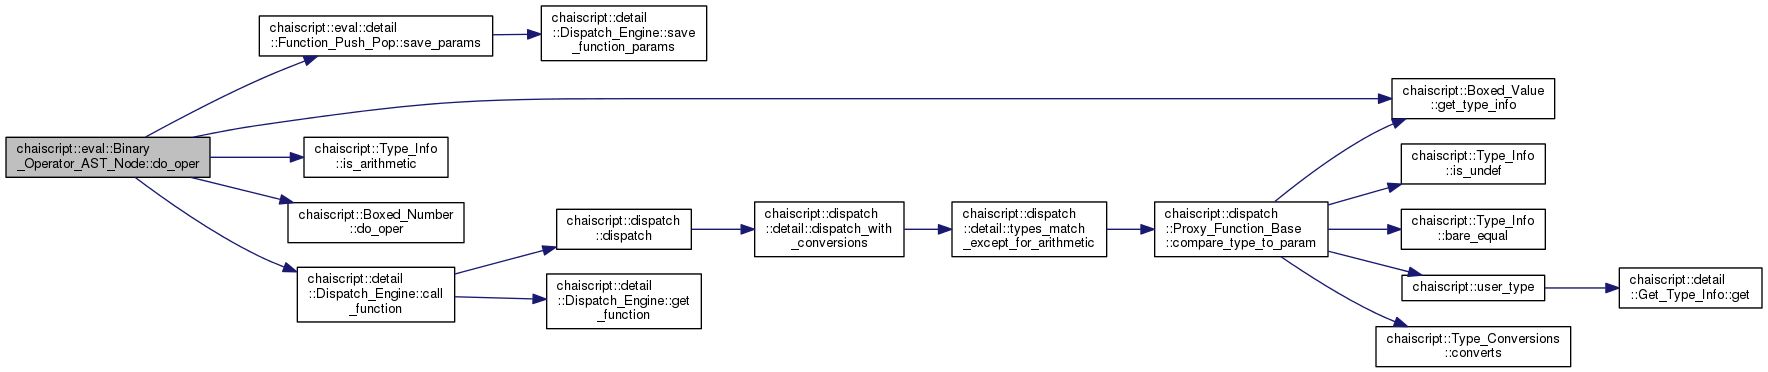 chaiscript::eval::Binary
_Operator_AST_Node::do_oper
chaiscript::eval::detail
::Function_Push_Pop::save_params
chaiscript::detail
::Dispatch_Engine::save
_function_params
chaiscript::Boxed_Value
::get_type_info
chaiscript::Type_Info
::is_arithmetic
chaiscript::Boxed_Number
::do_oper
chaiscript::detail
::Dispatch_Engine::call
_function
chaiscript::dispatch
::dispatch
chaiscript::detail
::Dispatch_Engine::get
_function
chaiscript::dispatch
::detail::dispatch_with
_conversions
chaiscript::dispatch
::detail::types_match
_except_for_arithmetic
chaiscript::dispatch
::Proxy_Function_Base
::compare_type_to_param
chaiscript::Type_Info
::is_undef
chaiscript::Type_Info
::bare_equal
chaiscript::user_type
chaiscript::detail
::Get_Type_Info::get
chaiscript::Type_Conversions
::converts